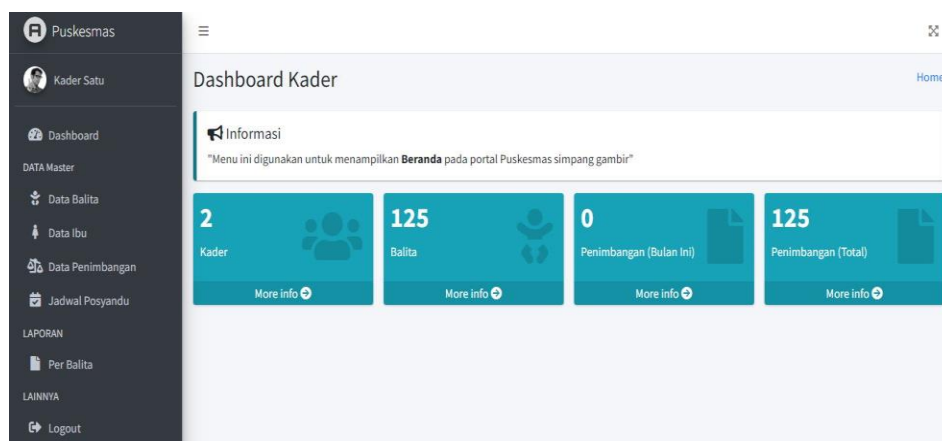 Puskesmas
Kader Satu
Dashboard
DATA Master
Data Balita
Data Ibu
Data Penimbangan
Jadwal Posyandu
LAPORAN
Per Balita
LAINNYA
Logout
Dashboard Kader
Home
Informasi
"Menu ini digunakan untuk menampilkan Beranda pada portal Puskesmas simpang gambir"
2
Kader
More info
125
Balita
More info
0
Penimbangan (Bulan Ini)
More info
125
Penimbangan (Total)
More info